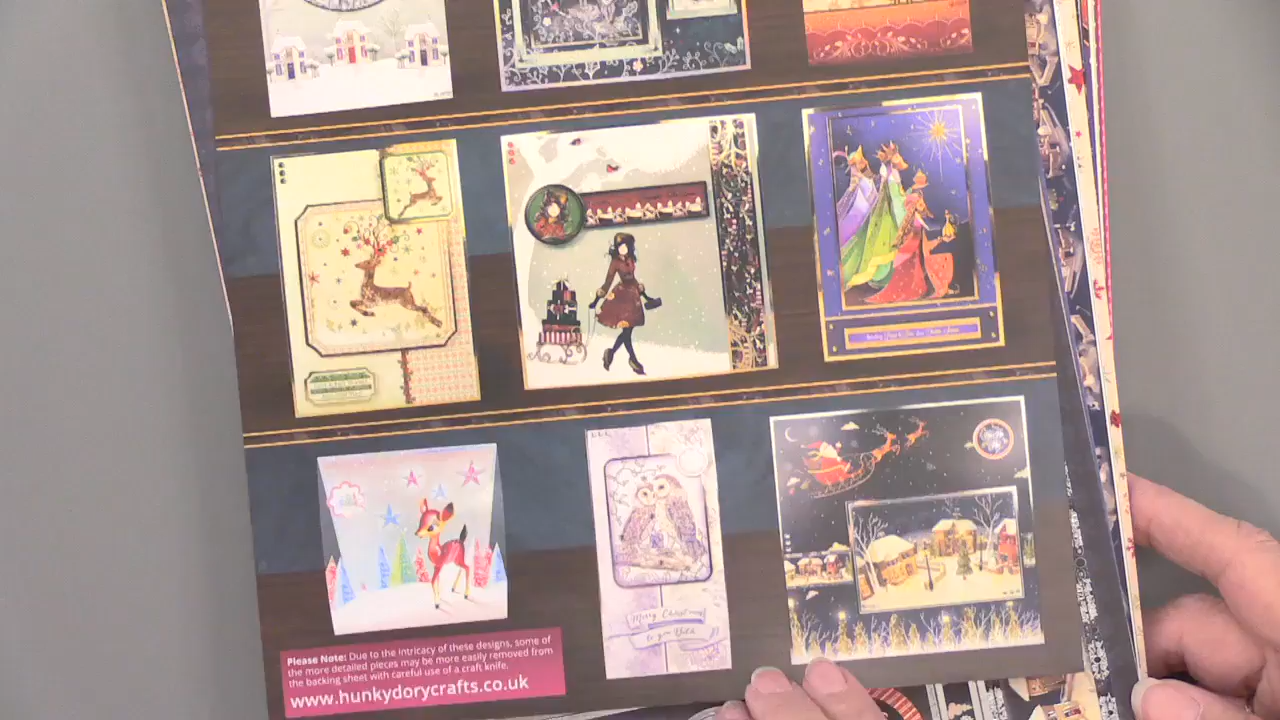 Merry Christmas
to you Both
Please Note: Due to the intricacy of these designs, some of
the more detailed pieces may be more easily removed from
the backing sheet with careful use of a craft knife.
www.hunkydorycrafts.co.uk